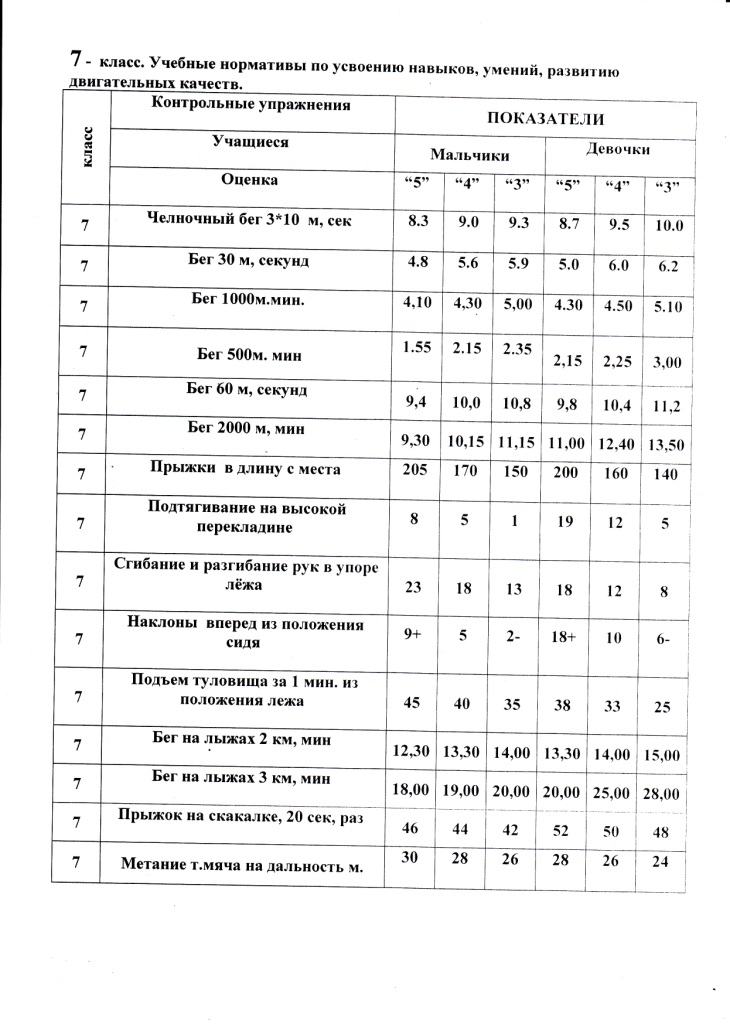 7 - класс. Учебные нормативы по усвоению навыков, умений, развитию
двигательных качеств.
класс
Контрольные упражнения
ПОКАЗАТЕЛИ
Учащиеся
Мальчики Девочки
Оценка “5” “4” “3” “5” “4” “3”
7 Челночный бег 3*10 м, сек 8.3 9.0 9.3 8.7 9.5 10.0
7 Бег 30 м, секунд 4.8 5.6 5.9 5.0 6.0 6.2
7 Бег 1000м.мин. 4,10 4,30 5,00 4.30 4.50 5.10
7 Бег 500м. мин 1.55 2.15 2.35 2,15 2,25 3,00
7 Бег 60 м, секунд 9,4 10,0 10,8 9,8 10,4 11,2
7 Бег 2000 м, мин 9,30 10,15 11,15 11,00 12,40 13,50
7 Прыжки в длину с места 205 170 150 200 160 140
Подтягивание на высокой
7 перекладине 8 5 1 19 12 5
Сгибание и разгибание рук в упоре
7 лёжа 23 18 13 18 12 8
Наклоны вперед из положения
7 сидя 9+ 5 2- 18+ 10 6-
Подъем туловища за 1 мин. из
7 положения лежа 45 40 35 38 33 25
7 Бег на лыжах 2 км, мин 12,30 13,30 14,00 13,30 14,00 15,00
7 Бег на лыжах 3 км, мин 18,00 19,00 20,00 20,00 25,00 28,00
7 Прыжок на скакалке, 20 сек, раз 46 44 42 52 50 48
7 Метание т.мяча на дальность м. 30 28 26 28 26 24